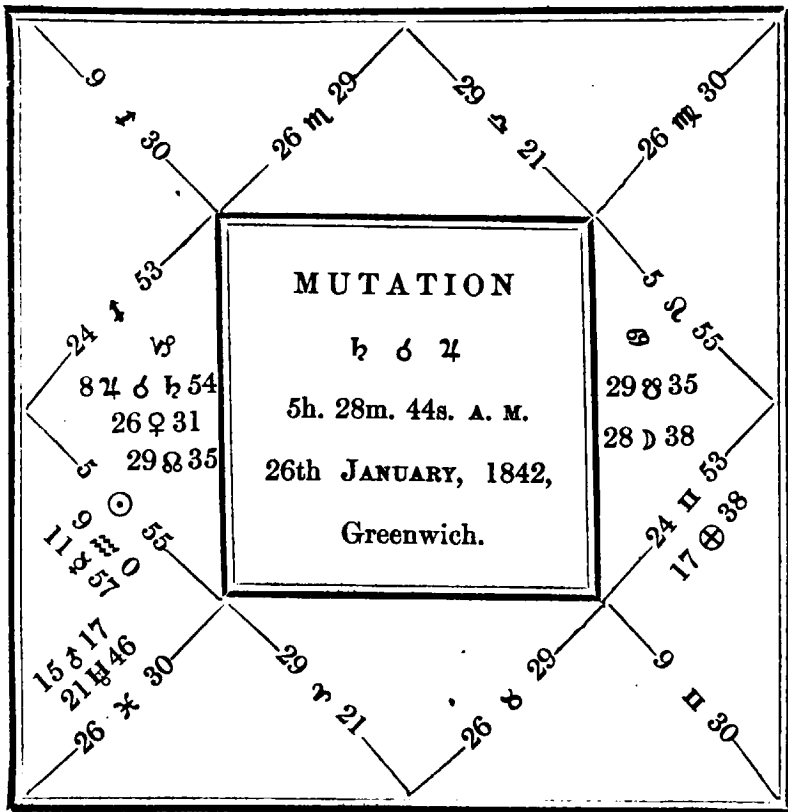 9 ♐ 30
26 ♏ 29
29 ♎ 21
26 ♍ 30
24 ♐ 53
♑
8 ♃ ☌ ♄ 54
26 ♀ 31
29 ☊ 35
MUTATION
♄ ☌ ♃
5h. 28m. 44s. A. M.
26th JANUARY, 1842,
Greenwich.
5 ♌ 55
♋
29 ☋ 35
28 ☽ 38
24 ♊ 53
17 ⊕ 38
5 ♒ 55
9 ☉ 0
11 ☿ 57
15 ♂ 17
21 ♅ 46
26 ♓ 30
29 ♈ 21
26 ♉ 29
9 ♊ 30